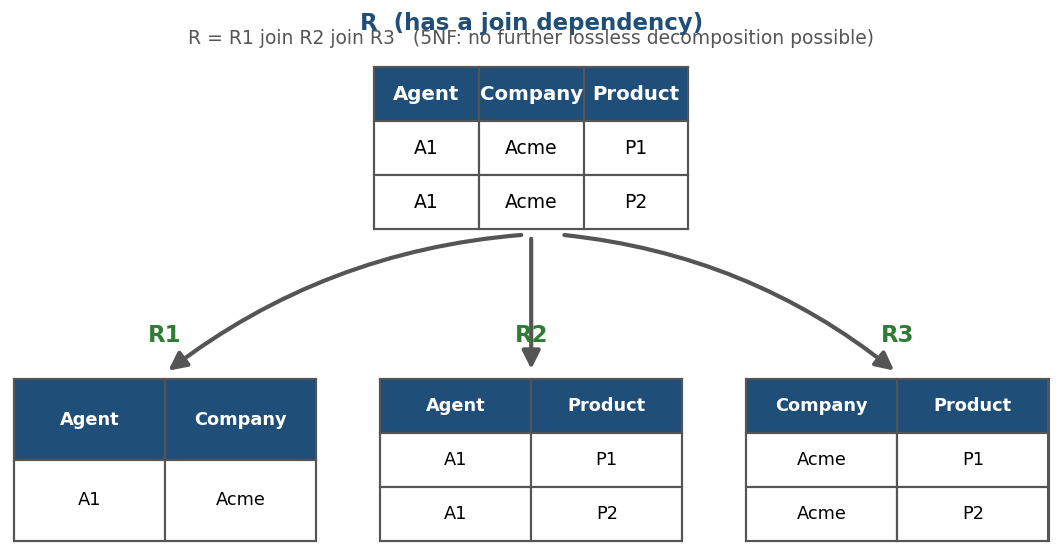 R  (has a join dependency)
R = R1 join R2 join R3   (5NF: no further lossless decomposition possible)
Agent Company Product
A1 Acme P1
A1 Acme P2
R1 R2 R3
Agent Company Agent Product Company Product
A1 P1 Acme P1
A1 Acme
A1 P2 Acme P2